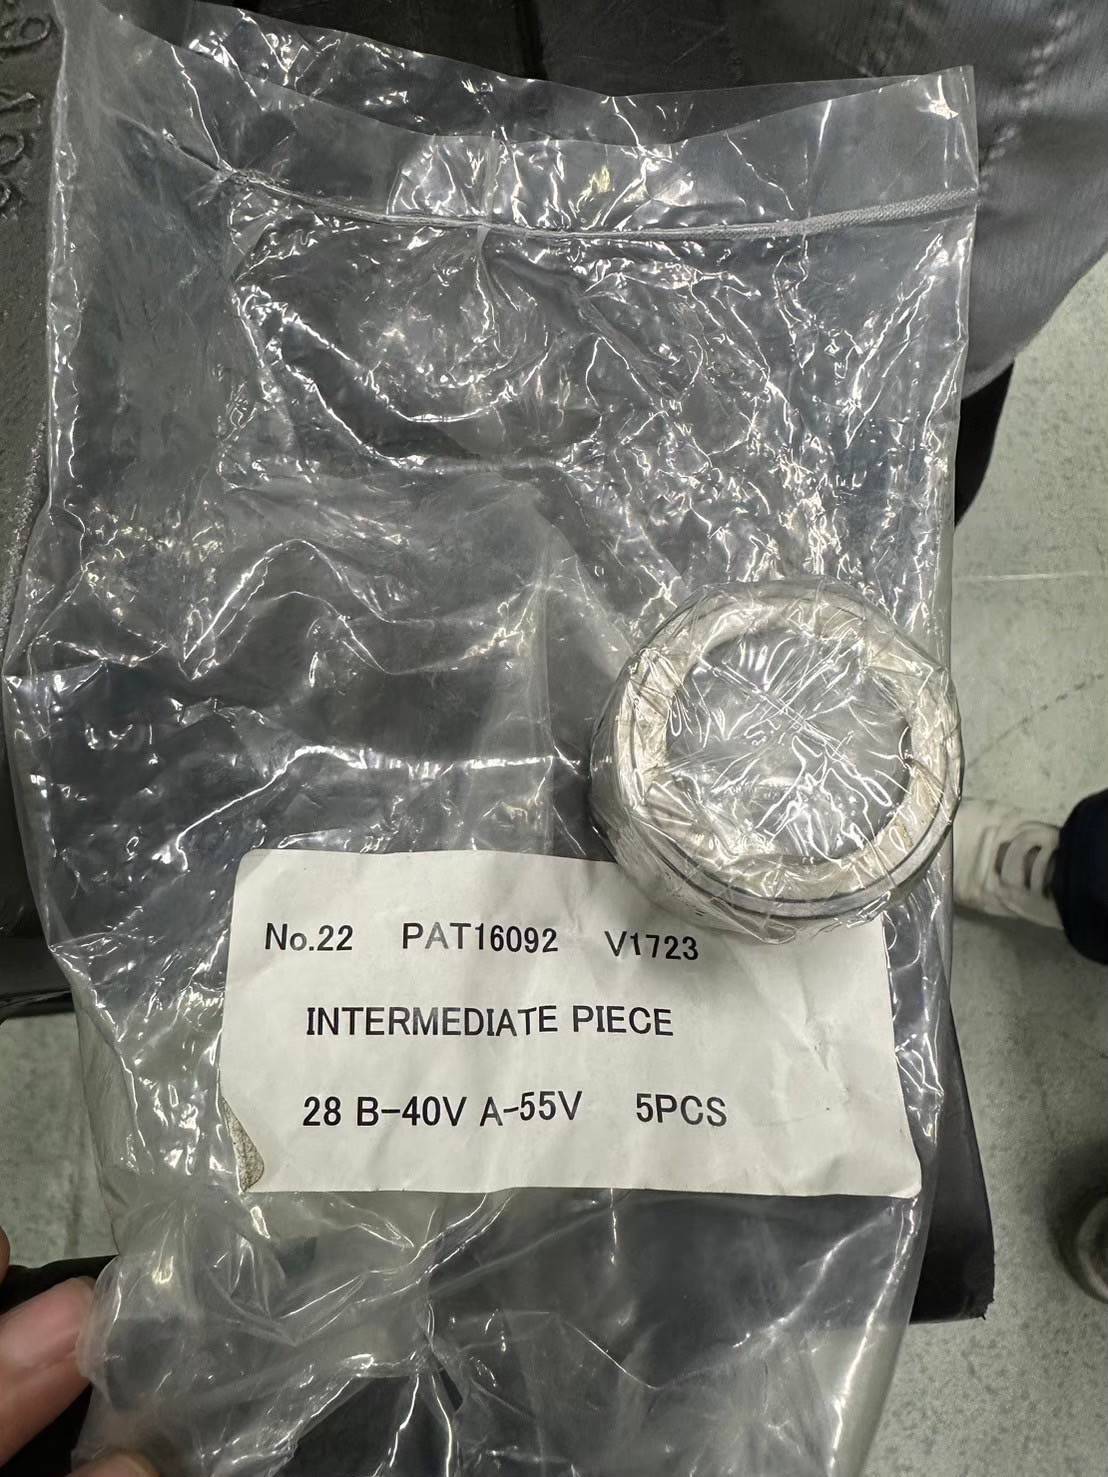 No.22 PAT16092 V1723
INTERMEDIATE PIECE
28 B-40V A-55V 5PCS